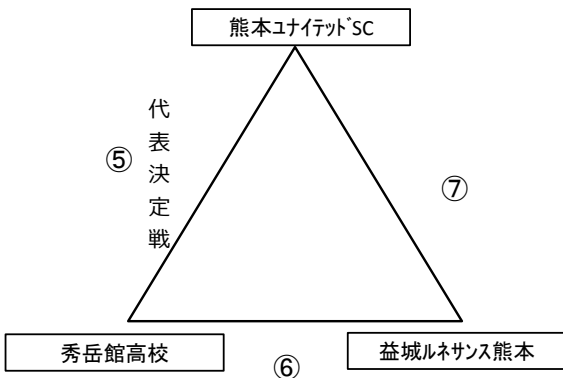 熊本ﾕﾅｲﾃｯﾄﾞSC
代表決定戦
⑤
⑦
秀岳館高校
益城ルネサンス熊本
⑥